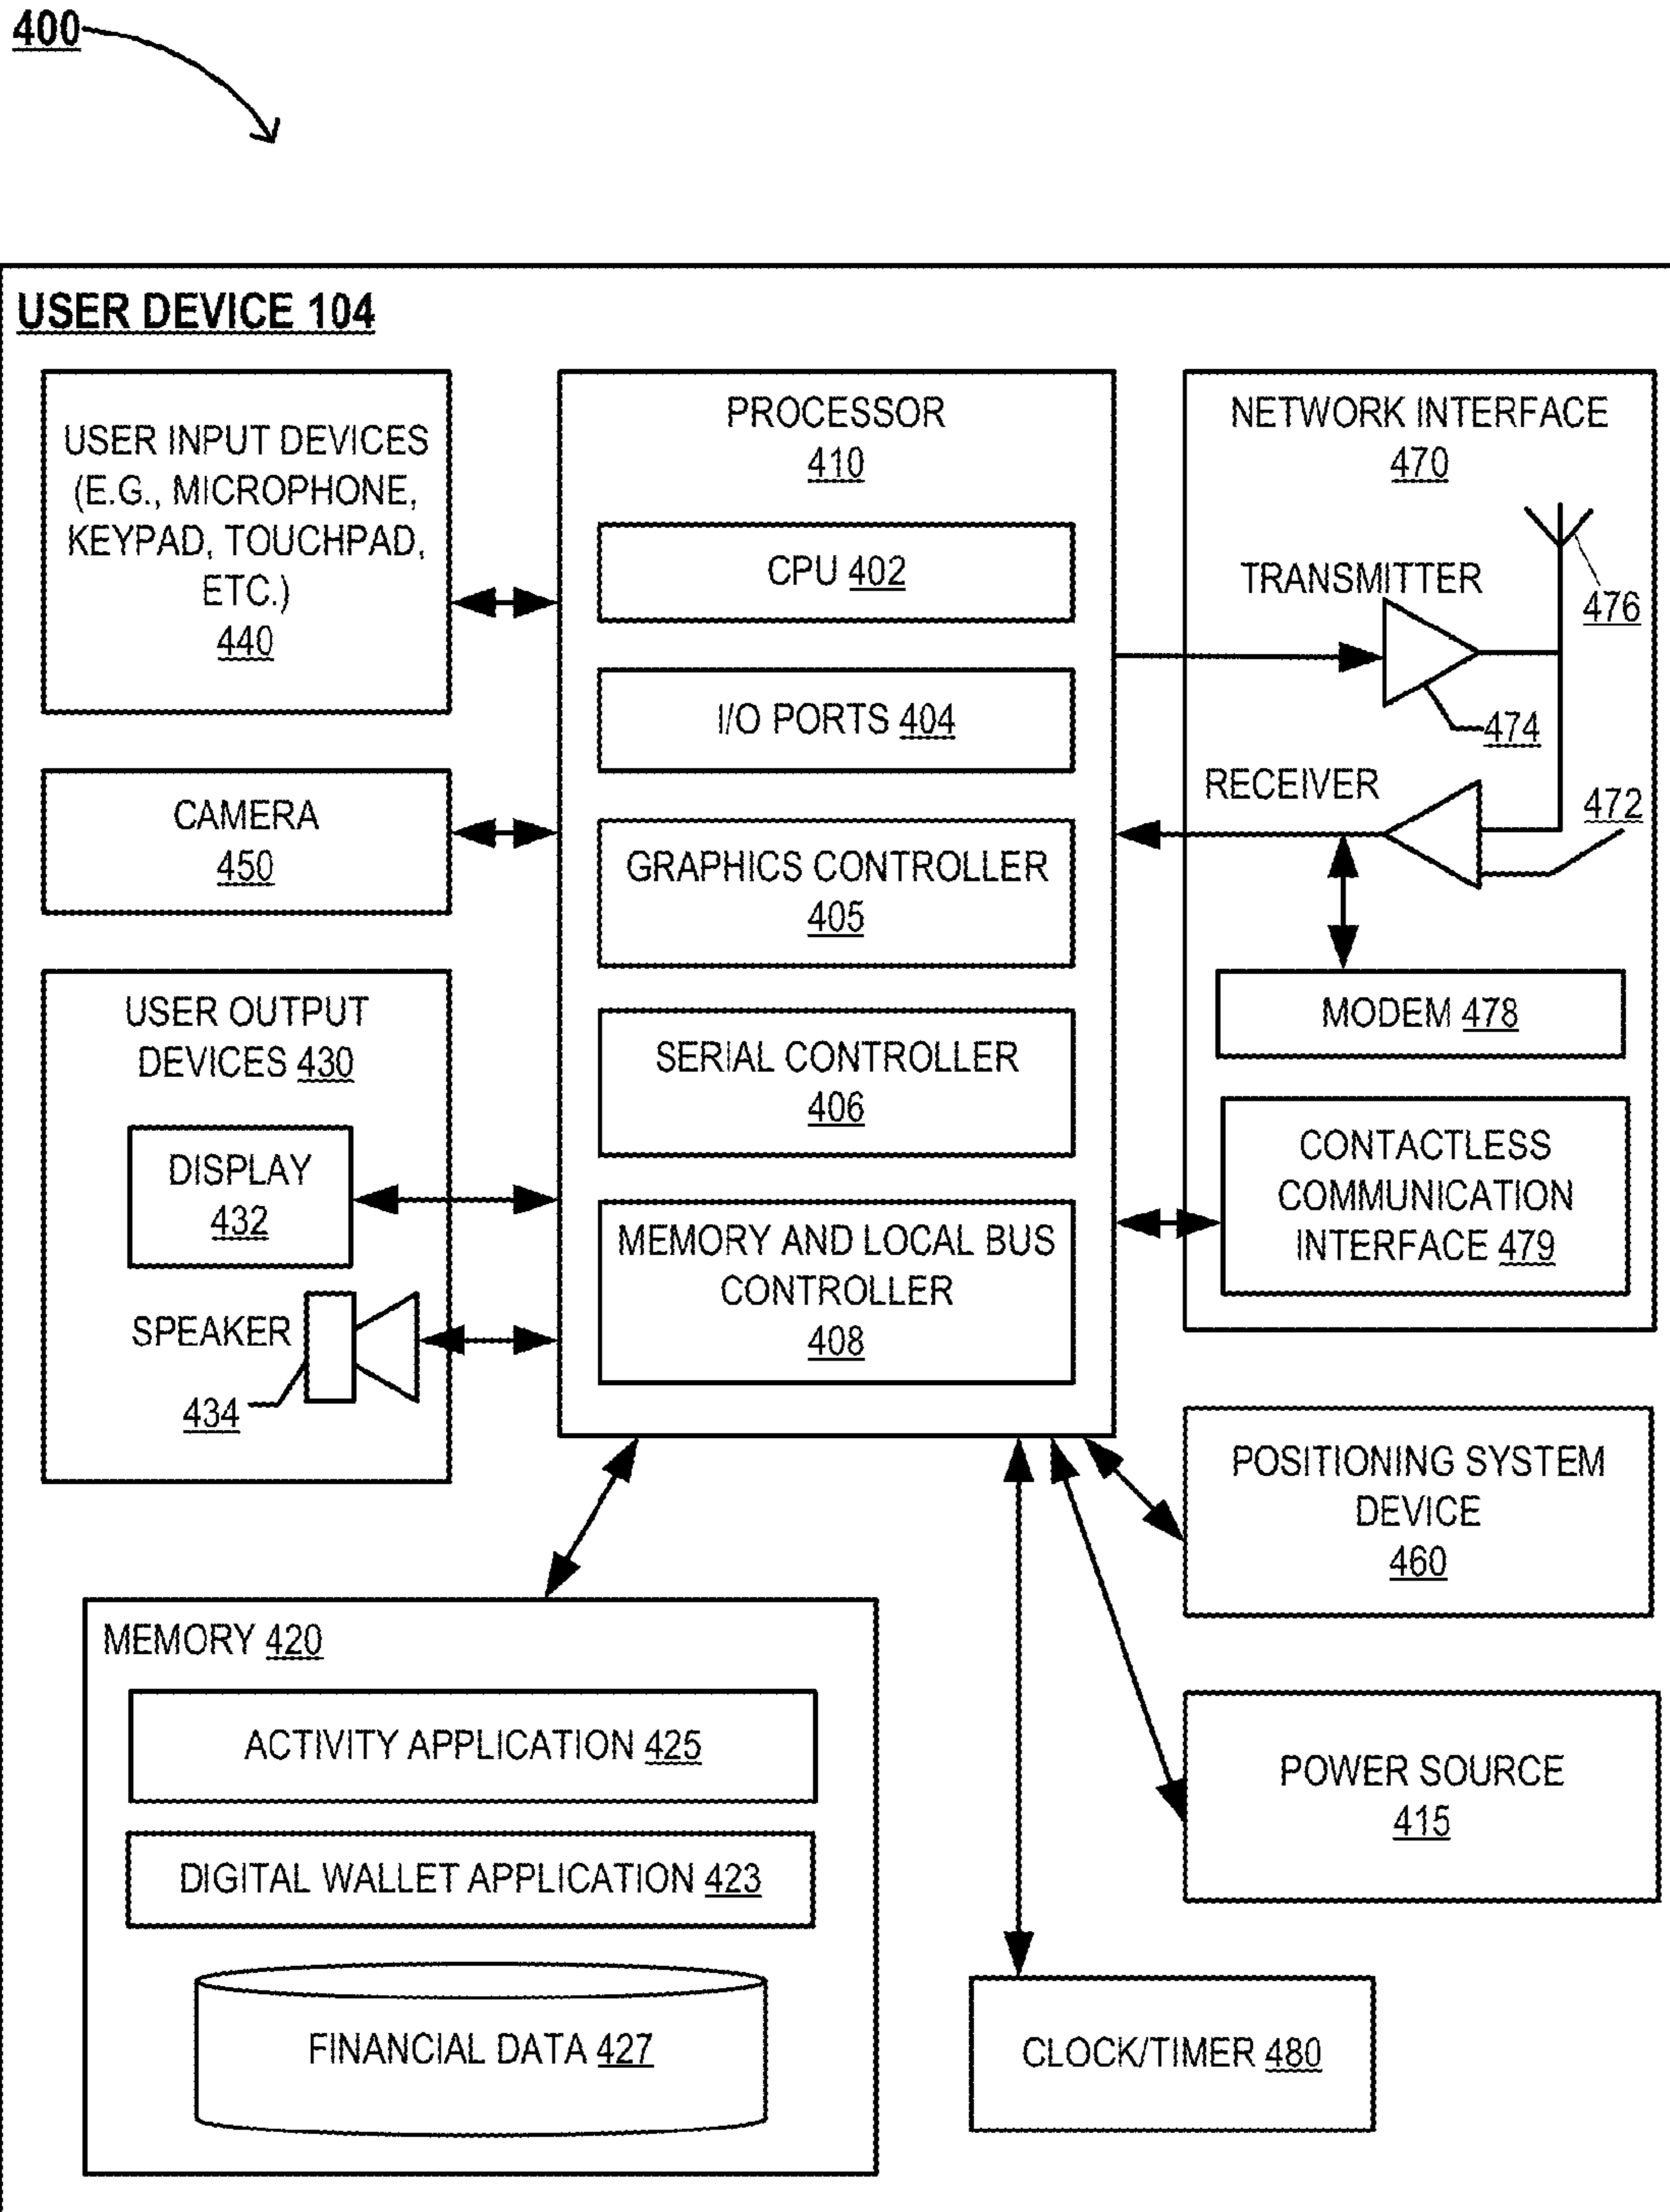 400
USER DEVICE 104
USER INPUT DEVICES
(E.G., MICROPHONE,
KEYPAD, TOUCHPAD,
ETC.)
440
CAMERA
450
USER OUTPUT
DEVICES 430
DISPLAY
432
SPEAKER
434
PROCESSOR
410
CPU 402
I/O PORTS 404
GRAPHICS CONTROLLER
405
SERIAL CONTROLLER
406
MEMORY AND LOCAL BUS
CONTROLLER
408
NETWORK INTERFACE
470
TRANSMITTER
476
474
RECEIVER
472
MODEM 478
CONTACTLESS
COMMUNICATION
INTERFACE 479
POSITIONING SYSTEM
DEVICE
460
POWER SOURCE
415
MEMORY 420
ACTIVITY APPLICATION 425
DIGITAL WALLET APPLICATION 423
FINANCIAL DATA 427
CLOCK/TIMER 480